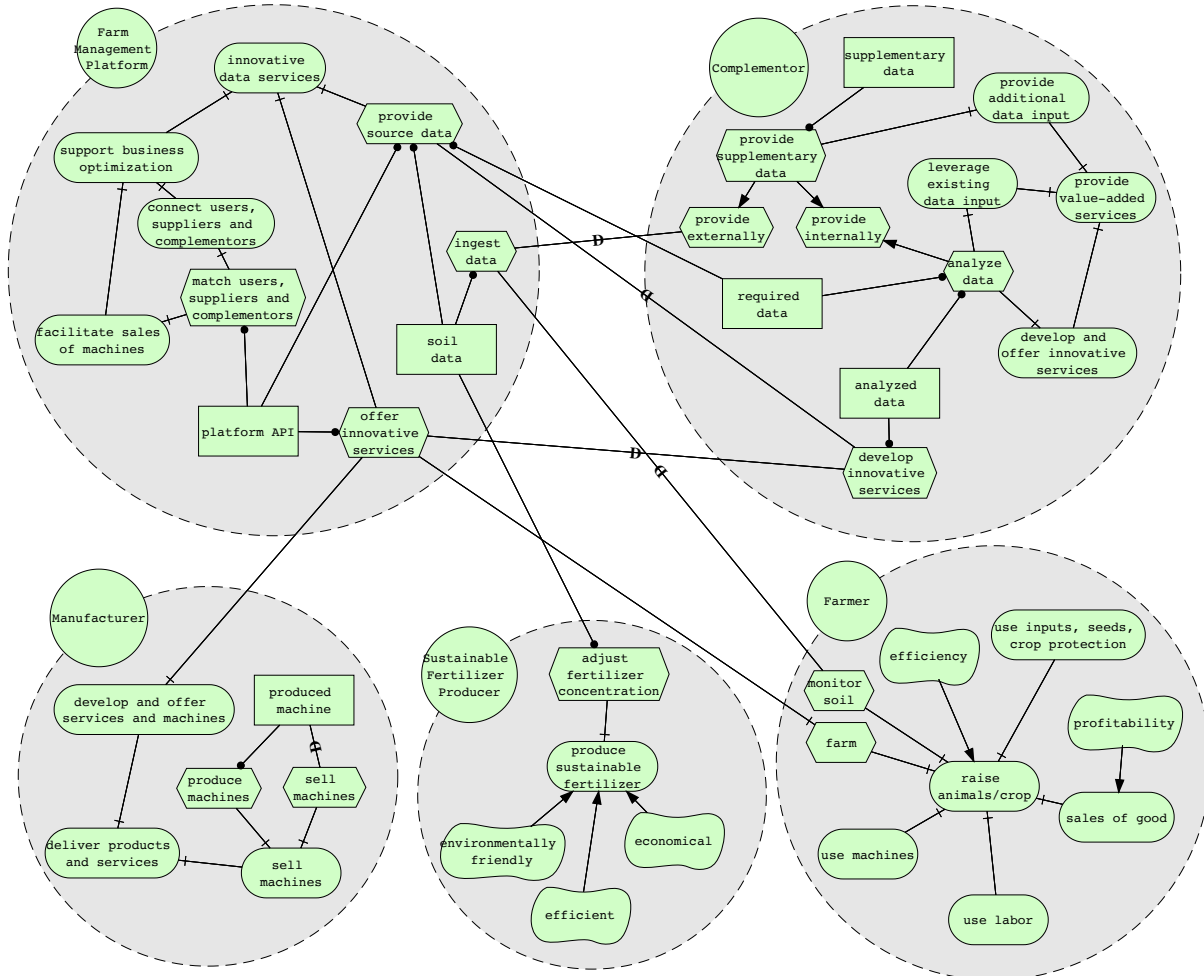 Farm
Management
Platform
innovative
data services
provide
source data
support business
optimization
connect users,
suppliers and
complementors
ingest
data
match users,
suppliers and
complementors
facilitate sales
of machines
soil
data
platform API
offer
innovative
services
D
D
D
D
Complementor
supplementary
data
provide
additional
data input
provide
supplementary
data
leverage
existing
data input
provide
value-added
services
provide
externally
provide
internally
analyze
data
required
data
develop and
offer innovative
services
analyzed
data
develop
innovative
services
Manufacturer
develop and offer
services and machines
produced
machine
D
produce
machines
sell
machines
deliver products
and services
sell
machines
Sustainable
Fertilizer
Producer
adjust
fertilizer
concentration
produce
sustainable
fertilizer
environmentally
friendly
economical
efficient
Farmer
use inputs, seeds,
crop protection
efficiency
monitor
soil
profitability
farm
raise
animals/crop
sales of good
use machines
use labor